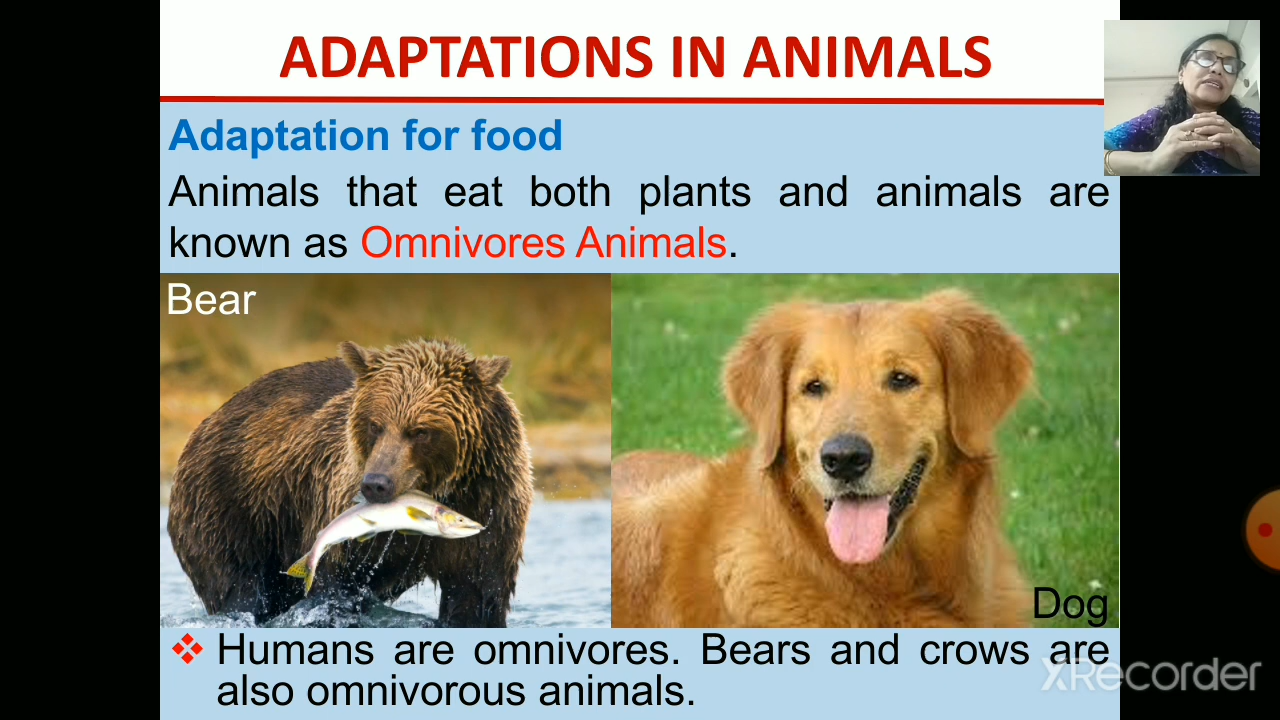 ADAPTATIONS IN ANIMALS
Adaptation for food
Animals that eat both plants and animals are
known as Omnivores Animals.
Bear
Dog
❖ Humans are omnivores. Bears and crows are
also omnivorous animals.
XRecorder